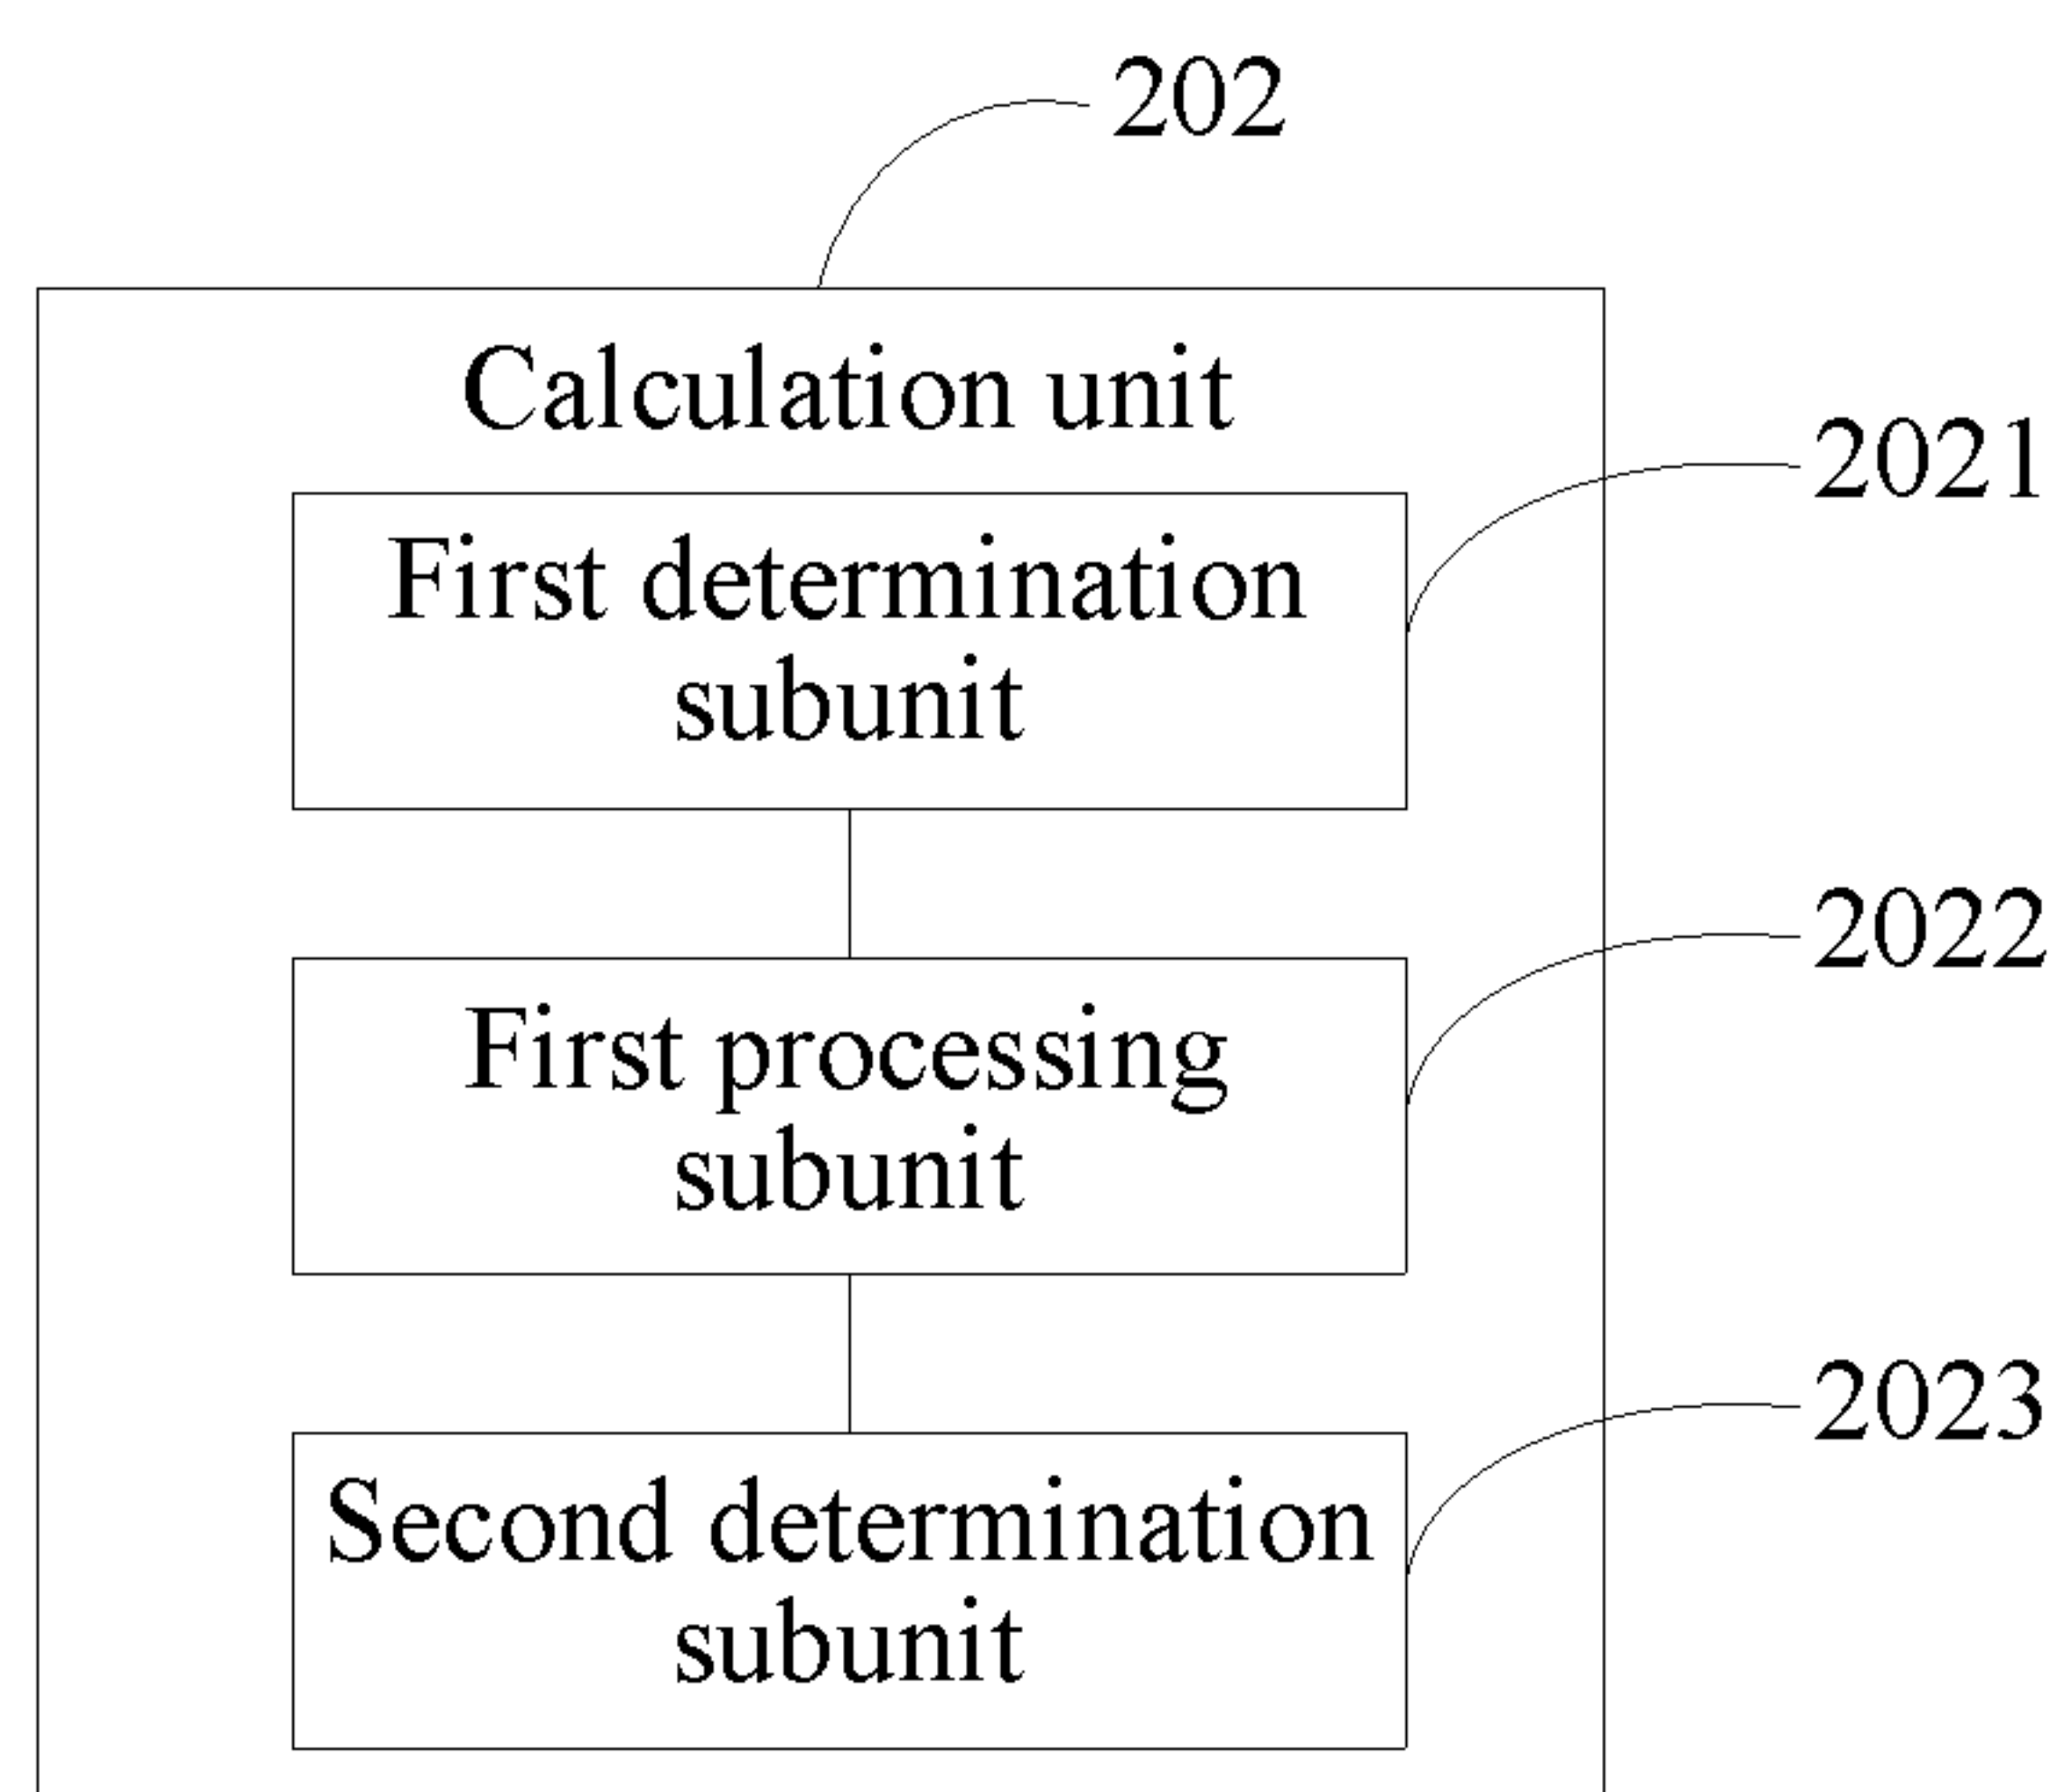 202
Calculation unit
2021
First determination
subunit
2022
First processing
subunit
2023
Second determination
subunit